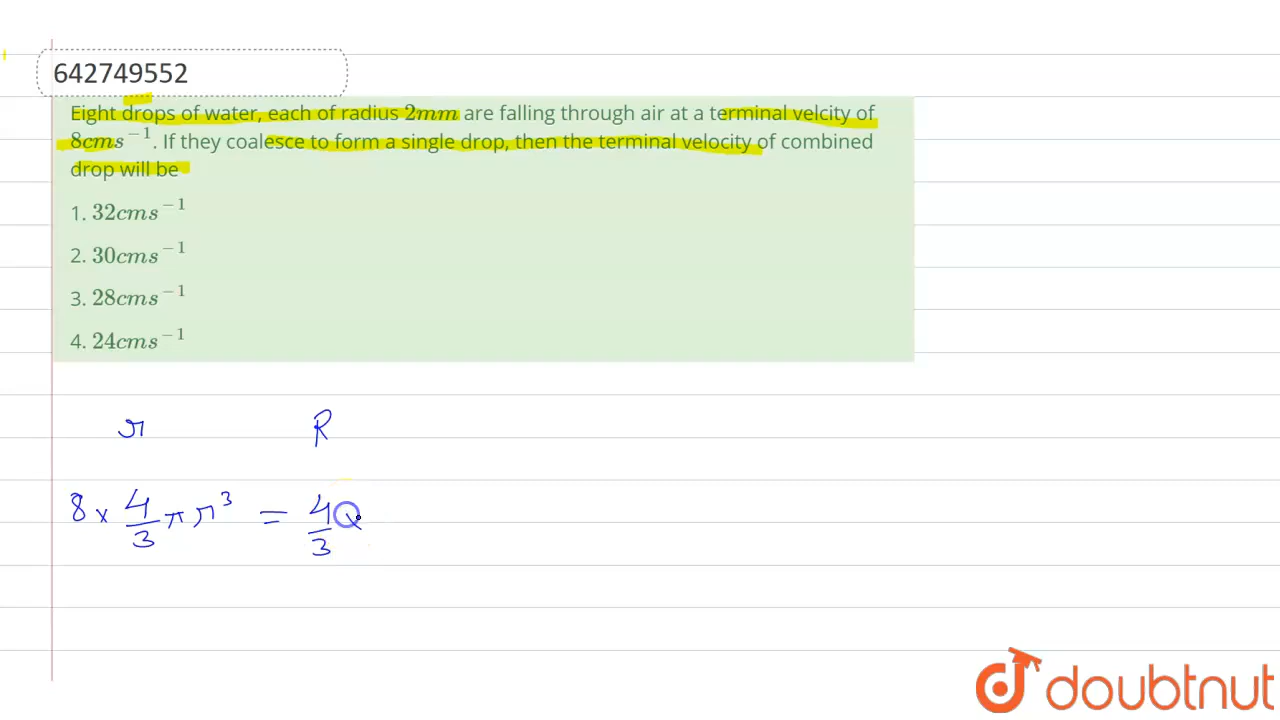 642749552
Eight drops of water, each of radius 2mm are falling through air at a terminal velcity of
8cms⁻¹. If they coalesce to form a single drop, then the terminal velocity of combined
drop will be
1. 32cms⁻¹
2. 30cms⁻¹
3. 28cms⁻¹
4. 24cms⁻¹
r R
8 × 4/3 π r³ = 4/3
doubtnut